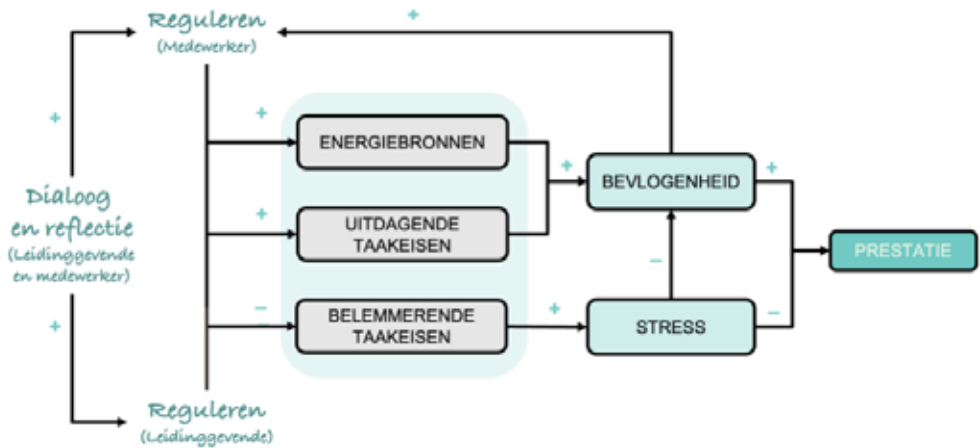 +
Reguleren
(Medewerker)
+
+
ENERGIEBRONNEN
+
BEVLOGENHEID
+
Dialoog
en reflectie
(Leidinggevende
en medewerker)
+
UITDAGENDE
TAAKEISEN
–
PRESTATIE
–
BELEMMERENDE
TAAKEISEN
+
STRESS
–
+
Reguleren
(Leidinggevende)